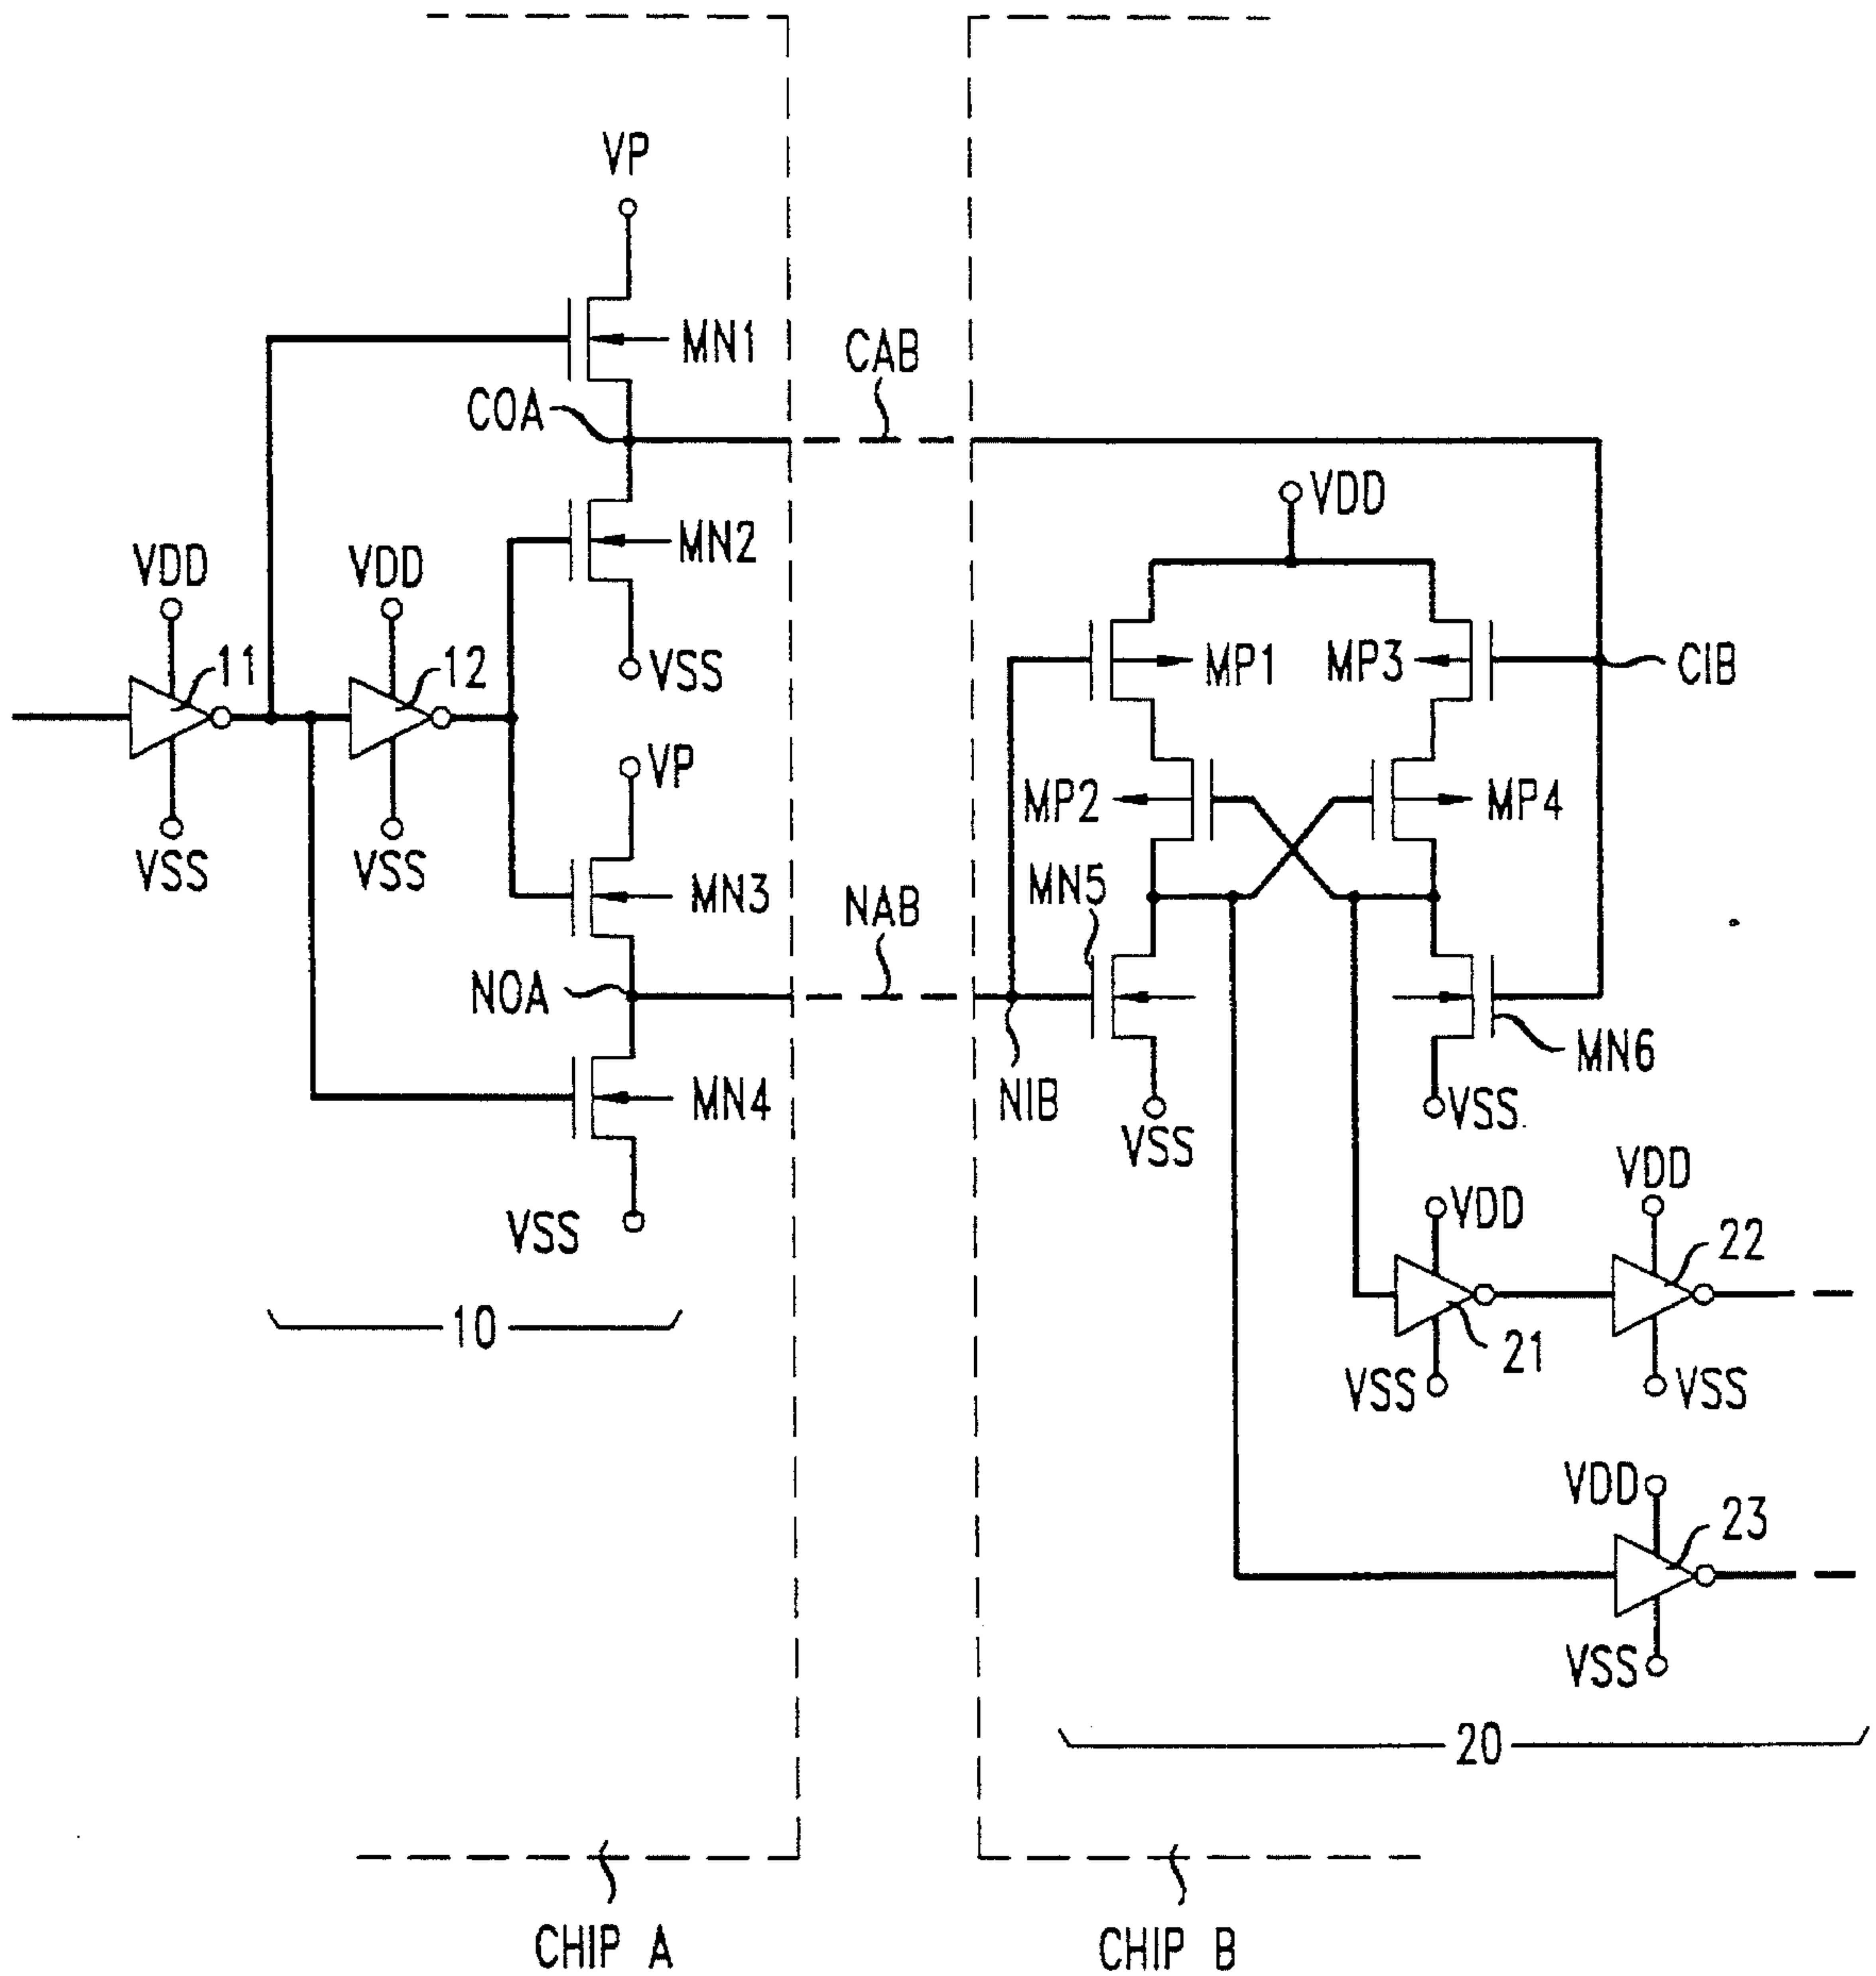 VP
MN1
CAB
COA
VDD
MN2
VDD
VDD
11
12
VSS
MP1
MP3
CIB
VP
MP2
MP4
VSS
VSS
MN5
MN3
NAB
NOA
MN6
MN4
NIB
VSS
VSS
VDD
VSS
VDD
22
10
21
VSS
VSS
VDD
23
VSS
20
CHIP A
CHIP B